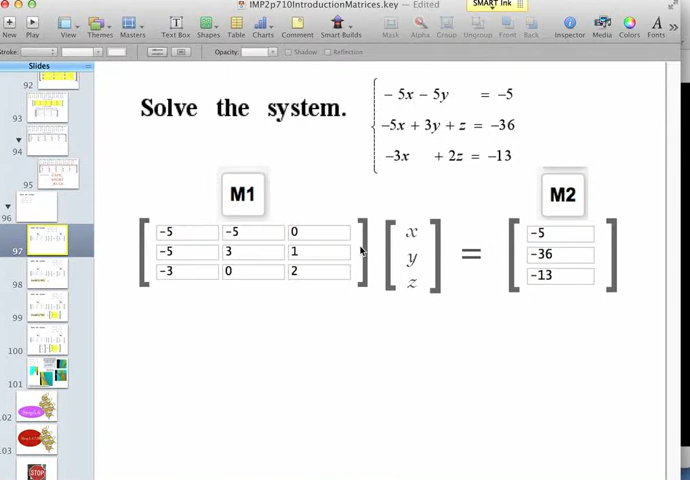 IMP2p710IntroductionMatrices.key — Edited
SMART Ink
New Play View Themes Masters Text Box Shapes Table Charts Comment Smart Builds Mask Alpha Group Ungroup Front Back Inspector Media Colors Fonts
Stroke: Opacity: Shadow Reflection
Slides
92
93
94
95
96
97
98
99
100
101
102
103
STOP
Solve the system.
− 5x − 5y = −5
−5x + 3y + z = −36
−3x + 2z = −13
M1
M2
−5 −5 0
−5 3 1
−3 0 2
x
y
z
=
−5
−36
−13